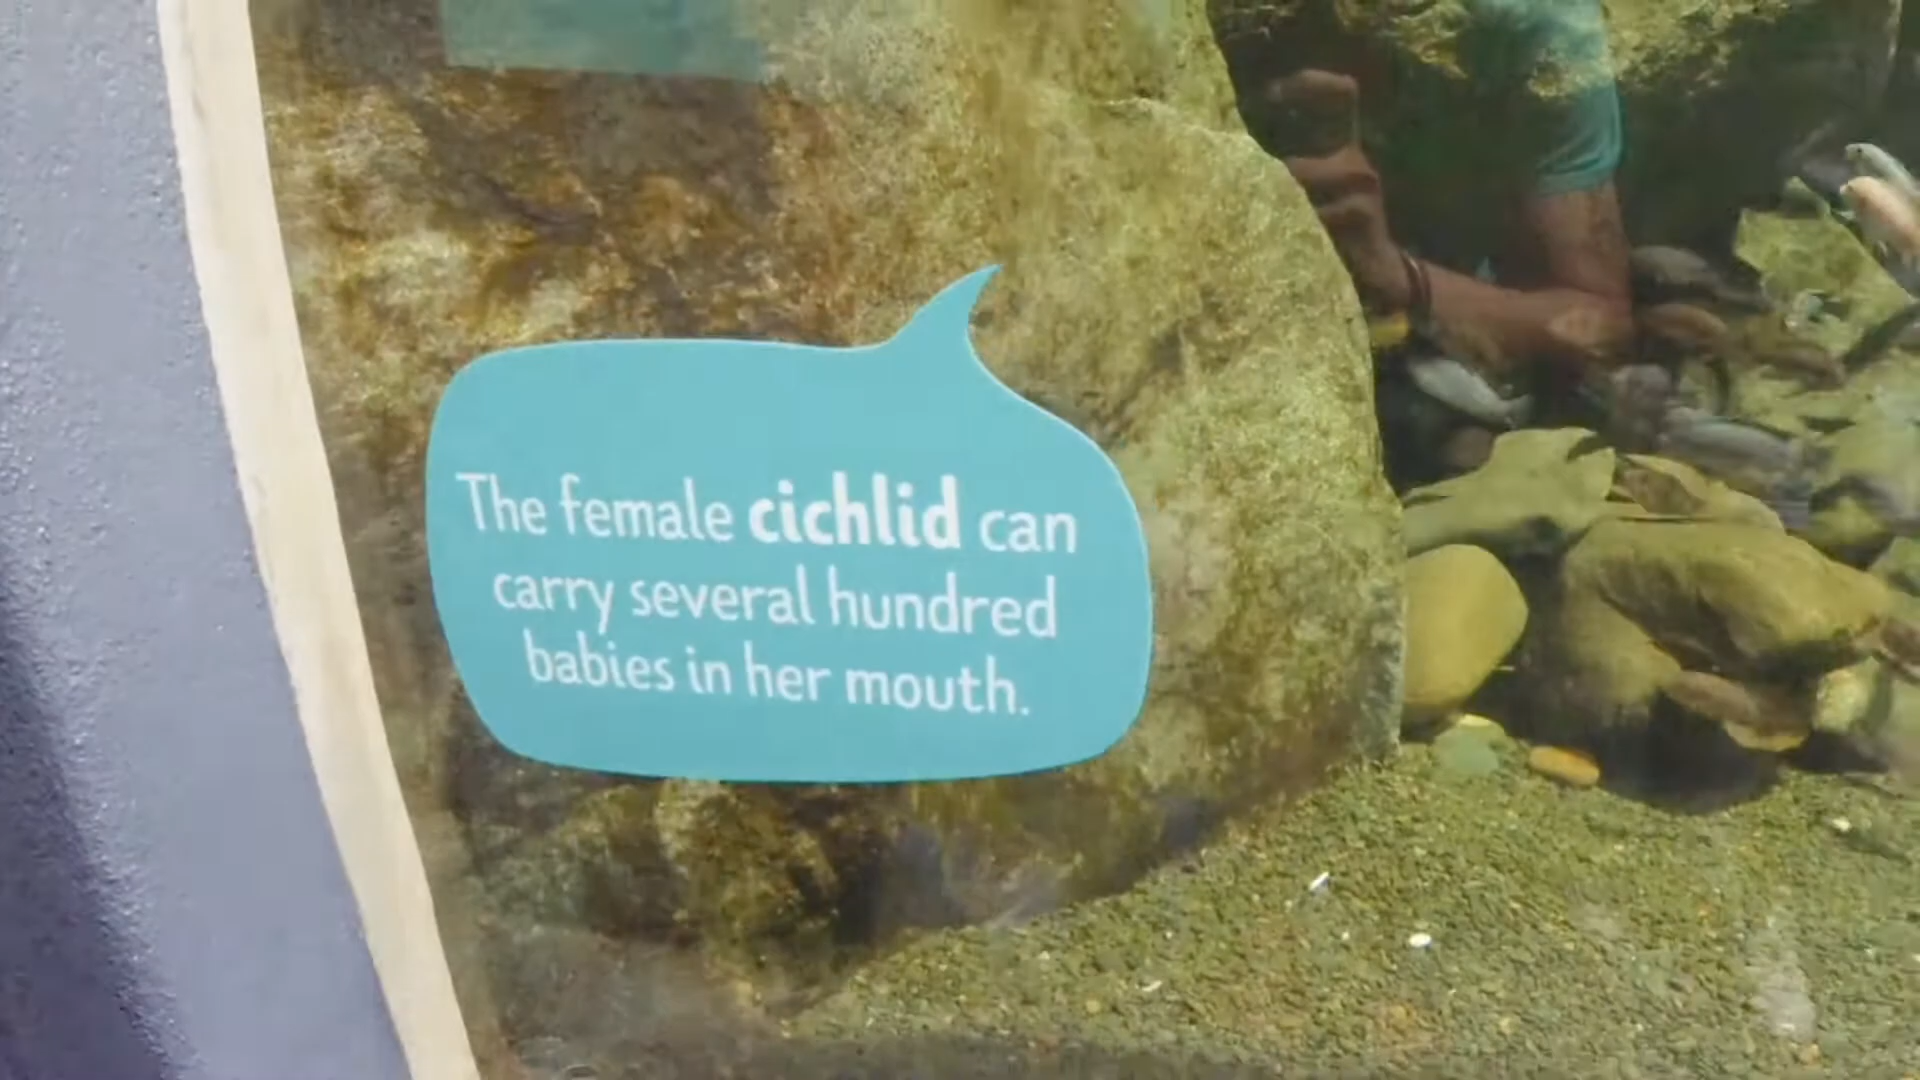 The female cichlid can
carry several hundred
babies in her mouth.